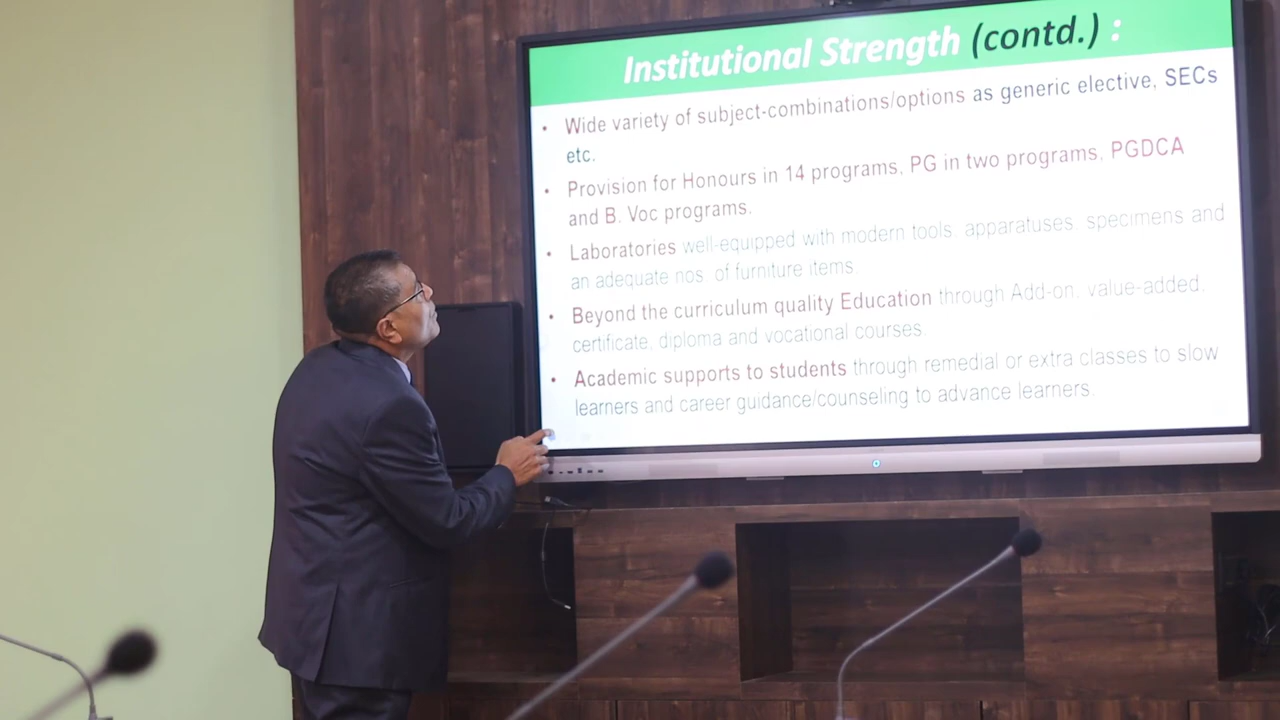 Institutional Strength (contd.) :
• Wide variety of subject-combinations/options as generic elective, SECs
etc.
• Provision for Honours in 14 programs, PG in two programs, PGDCA
and B. Voc programs.
• Laboratories well-equipped with modern tools, apparatuses, specimens and
an adequate nos. of furniture items.
• Beyond the curriculum quality Education through Add-on, value-added,
certificate, diploma and vocational courses.
• Academic supports to students through remedial or extra classes to slow
learners and career guidance/counseling to advance learners.